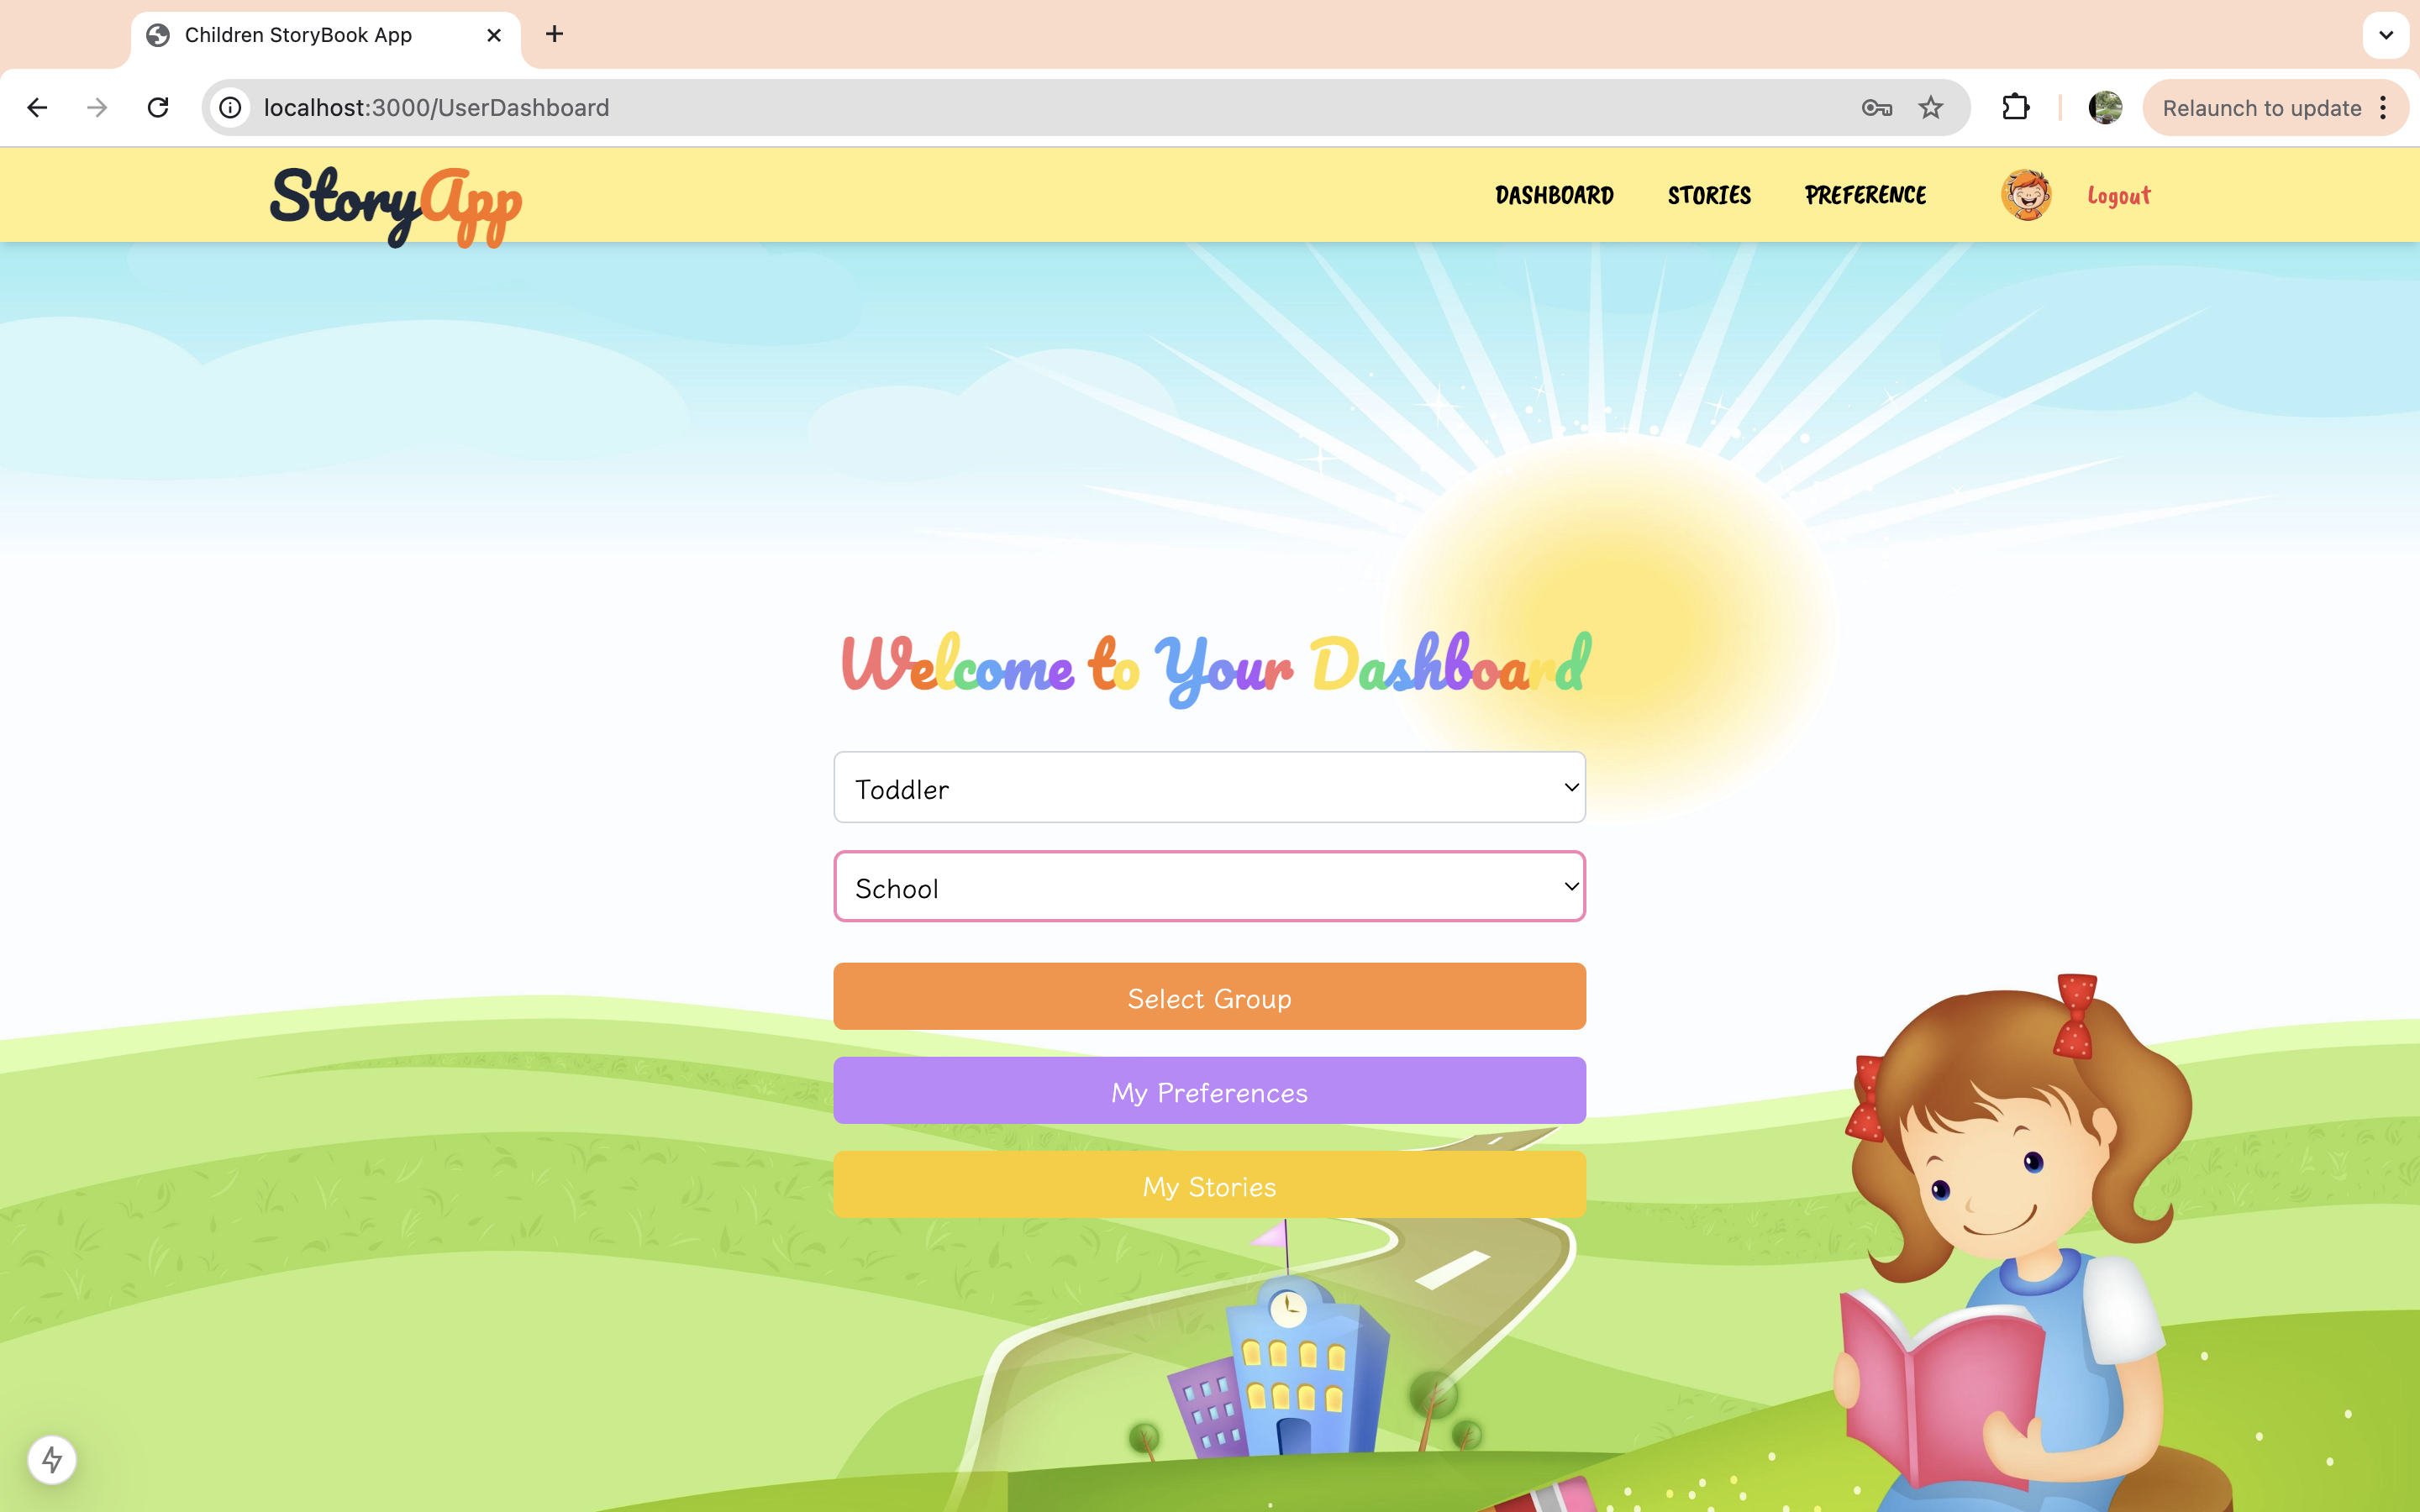 Children StoryBook App
localhost:3000/UserDashboard
Relaunch to update
StoryApp
DASHBOARD
STORIES
PREFERENCE
Logout
Welcome to Your Dashboard
Toddler
School
Select Group
My Preferences
My Stories